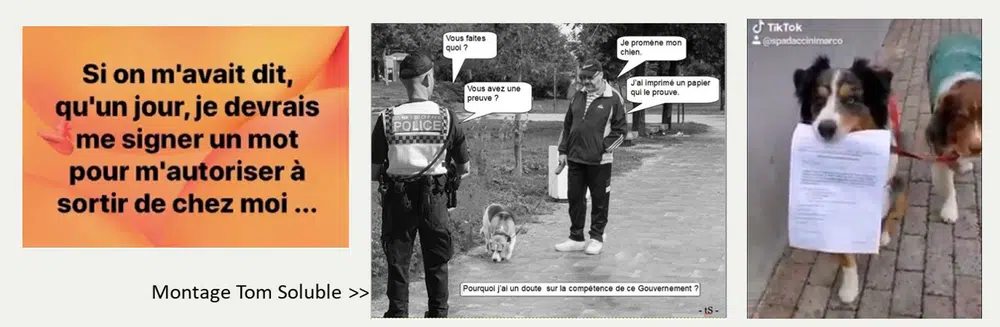 Si on m'avait dit,
qu'un jour, je devrais
me signer un mot
pour m'autoriser à
sortir de chez moi ...
Montage Tom Soluble >>
Vous faites
quoi ?
Je promène mon
chien.
Vous avez une
preuve ?
J'ai imprimé un papier
qui le prouve.
POLICE
Pourquoi j'ai un doute sur la compétence de ce Gouvernement ?
- tS -
TikTok
@spadaccinimarco